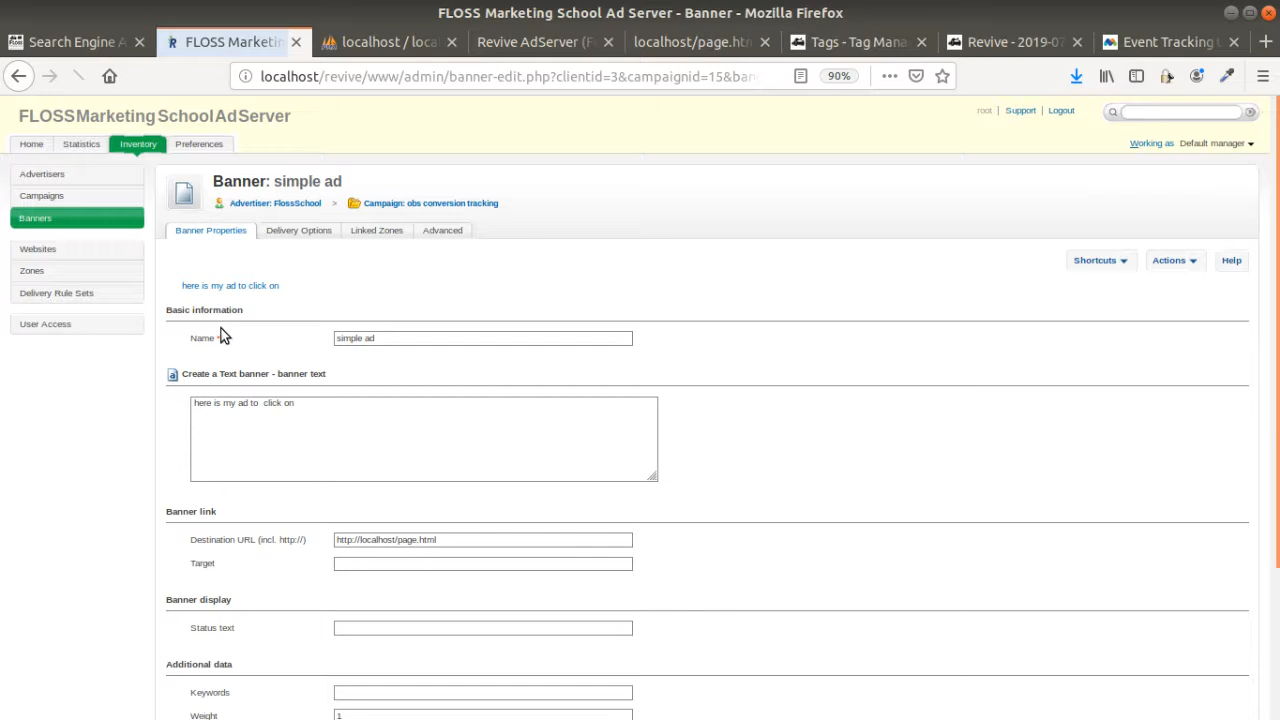 FLOSS Marketing School Ad Server - Banner - Mozilla Firefox
Search Engine A
FLOSS Marketin
localhost / loca
Revive AdServer (F
localhost/page.htm
Tags - Tag Mana
Revive - 2019-07
Event Tracking
localhost/revive/www/admin/banner-edit.php?clientid=3&campaignid=15&ban
90%
FLOSS Marketing School Ad Server
root | Support | Logout
Home
Statistics
Inventory
Preferences
Working as Default manager
Advertisers
Campaigns
Banners
Websites
Zones
Delivery Rule Sets
User Access
Banner: simple ad
Advertiser: FlossSchool > Campaign: obs conversion tracking
Banner Properties
Delivery Options
Linked Zones
Advanced
Shortcuts
Actions
Help
here is my ad to click on
Basic information
Name *
simple ad
Create a Text banner - banner text
here is my ad to  click on
Banner link
Destination URL (incl. http://)
http://localhost/page.html
Target
Banner display
Status text
Additional data
Keywords
Weight
1